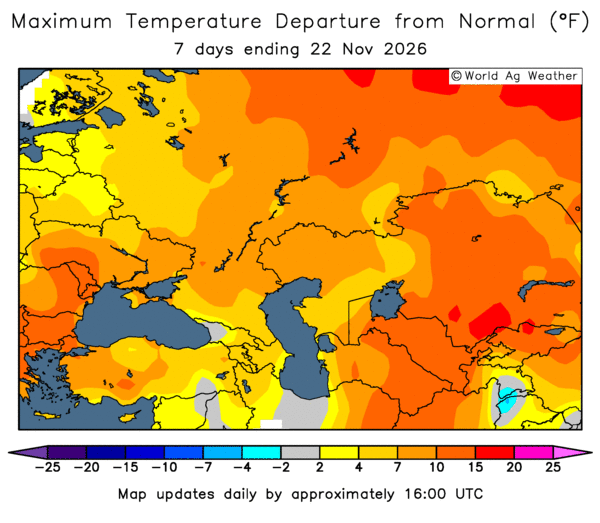 Maximum Temperature Departure from Normal (°F)
7 days ending 22 Nov 2026
©World Ag Weather
-25 -20 -15 -10 -7 -4 -2 2 4 7 10 15 20 25
Map updates daily by approximately 16:00 UTC